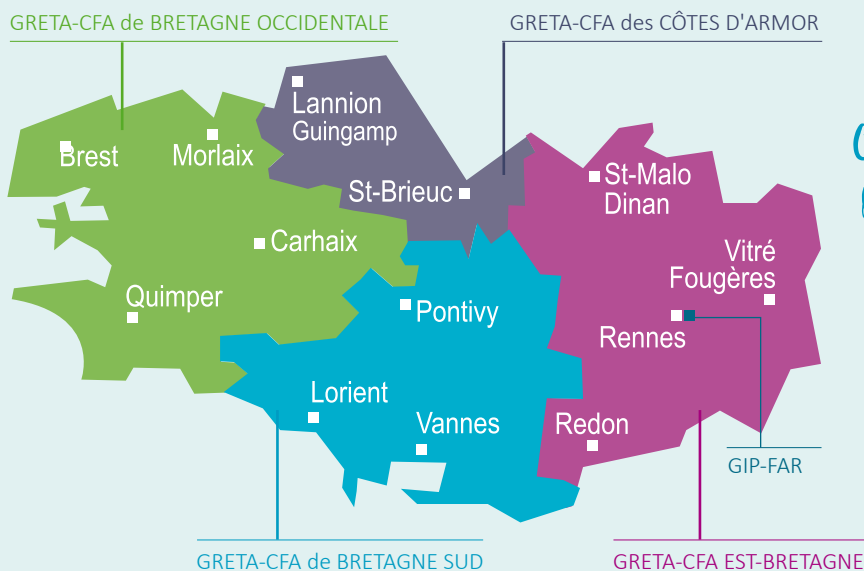 GRETA-CFA de BRETAGNE OCCIDENTALE
GRETA-CFA des CÔTES D'ARMOR
Lannion
Guingamp
Brest
Morlaix
St-Brieuc
St-Malo
Dinan
Carhaix
Vitré
Fougères
Quimper
Pontivy
Rennes
Lorient
Vannes
Redon
GIP-FAR
GRETA-CFA de BRETAGNE SUD
GRETA-CFA EST-BRETAGNE